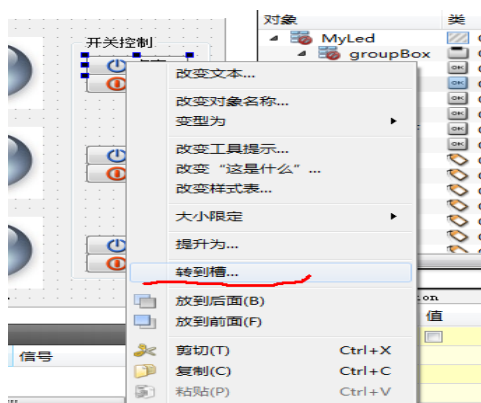 对象 类
开关控制
MyLed
groupBox
改变文本...
改变对象名称...
变型为
改变工具提示...
改变“这是什么”...
改变样式表...
大小限定
提升为...
转到槽...
放到后面(B)
放到前面(F)
值
信号
剪切(T) Ctrl+X
复制(C) Ctrl+C
粘贴(P) Ctrl+V